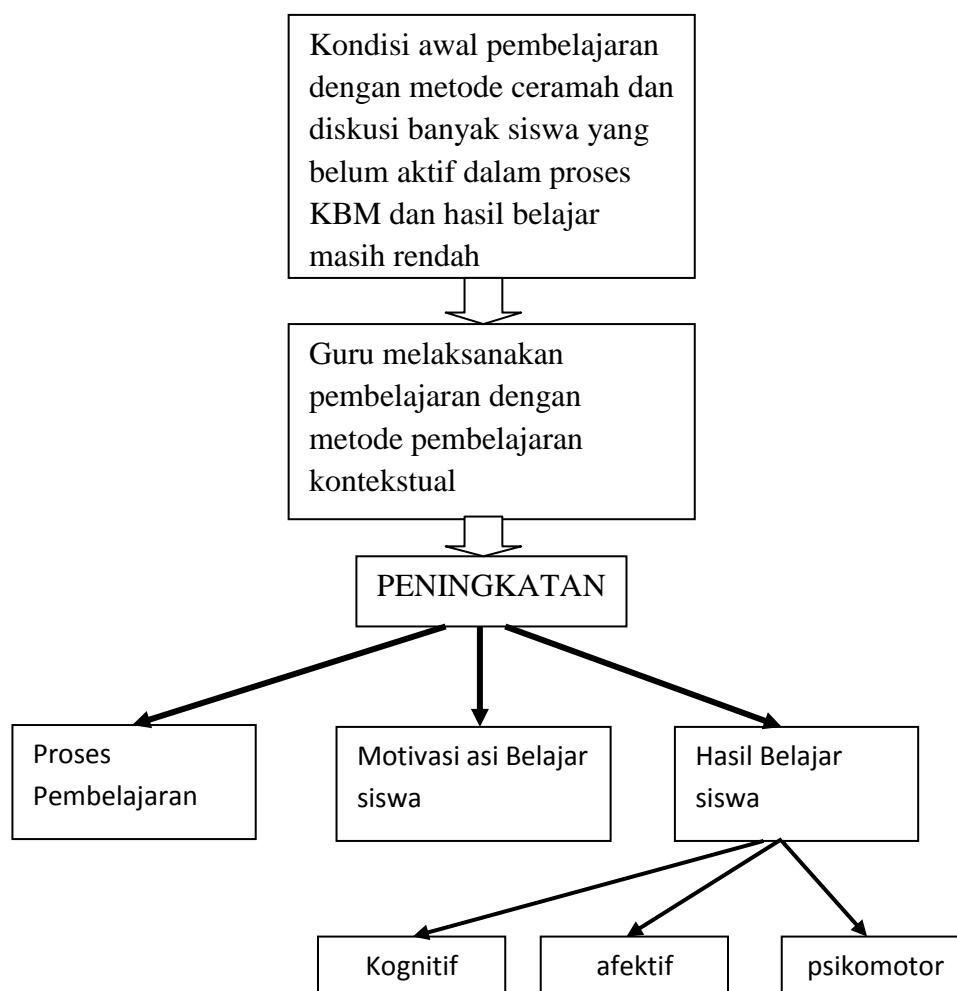 Kondisi awal pembelajaran
dengan metode ceramah dan
diskusi banyak siswa yang
belum aktif dalam proses
KBM dan hasil belajar
masih rendah
Guru melaksanakan
pembelajaran dengan
metode pembelajaran
kontekstual
PENINGKATAN
Proses
Pembelajaran
Motivasi asi Belajar
siswa
Hasil Belajar
siswa
Kognitif
afektif
psikomotor